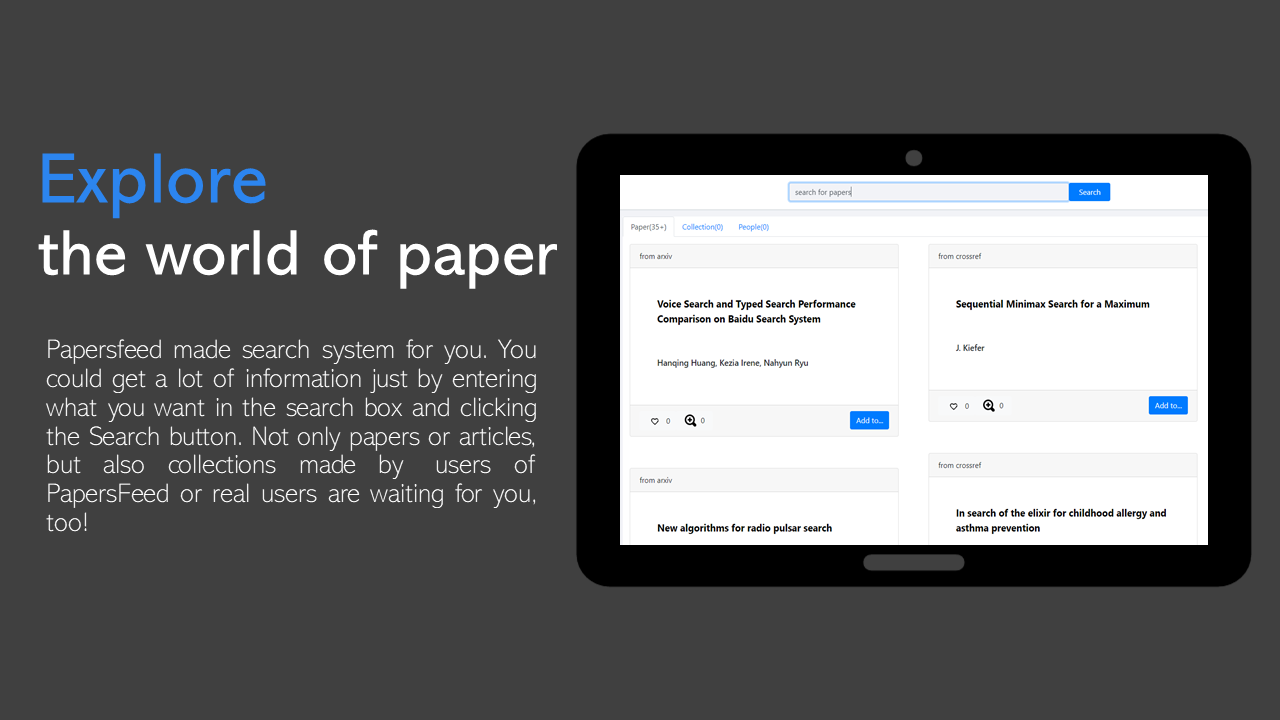 Explore
the world of paper
Papersfeed made search system for you. You
could get a lot of information just by entering
what you want in the search box and clicking
the Search button. Not only papers or articles,
but also collections made by users of
PapersFeed or real users are waiting for you,
too!
search for papers
Search
Paper(35+) Collection(0) People(0)
from arxiv
Voice Search and Typed Search Performance
Comparison on Baidu Search System
Hanqing Huang, Kezia Irene, Nahyun Ryu
0 0 Add to...
from crossref
Sequential Minimax Search for a Maximum
J. Kiefer
0 0 Add to...
from arxiv
New algorithms for radio pulsar search
from crossref
In search of the elixir for childhood allergy and
asthma prevention